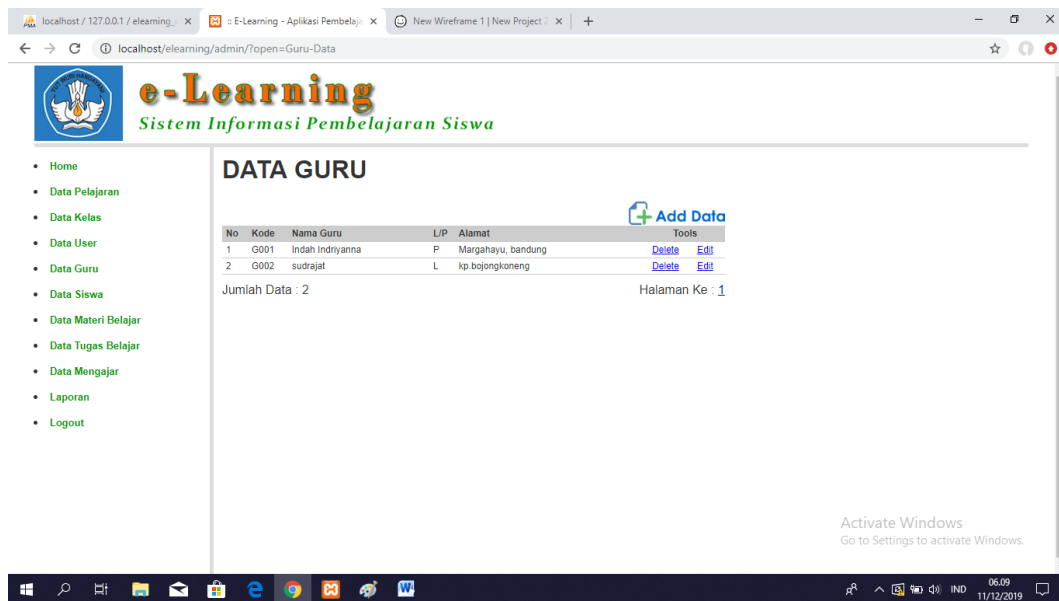 localhost / 127.0.0.1 / elearning_
:: E-Learning - Aplikasi Pembelaja
New Wireframe 1 | New Project 2
localhost/elearning/admin/?open=Guru-Data
e-Learning
Sistem Informasi Pembelajaran Siswa
Home
Data Pelajaran
Data Kelas
Data User
Data Guru
Data Siswa
Data Materi Belajar
Data Tugas Belajar
Data Mengajar
Laporan
Logout
DATA GURU
Add Data
No Kode Nama Guru L/P Alamat Tools
1 G001 Indah Indriyanna P Margahayu, bandung Delete Edit
2 G002 sudrajat L kp.bojongkoneng Delete Edit
Jumlah Data : 2 Halaman Ke : 1
Activate Windows
Go to Settings to activate Windows.
IND
06.09
11/12/2019